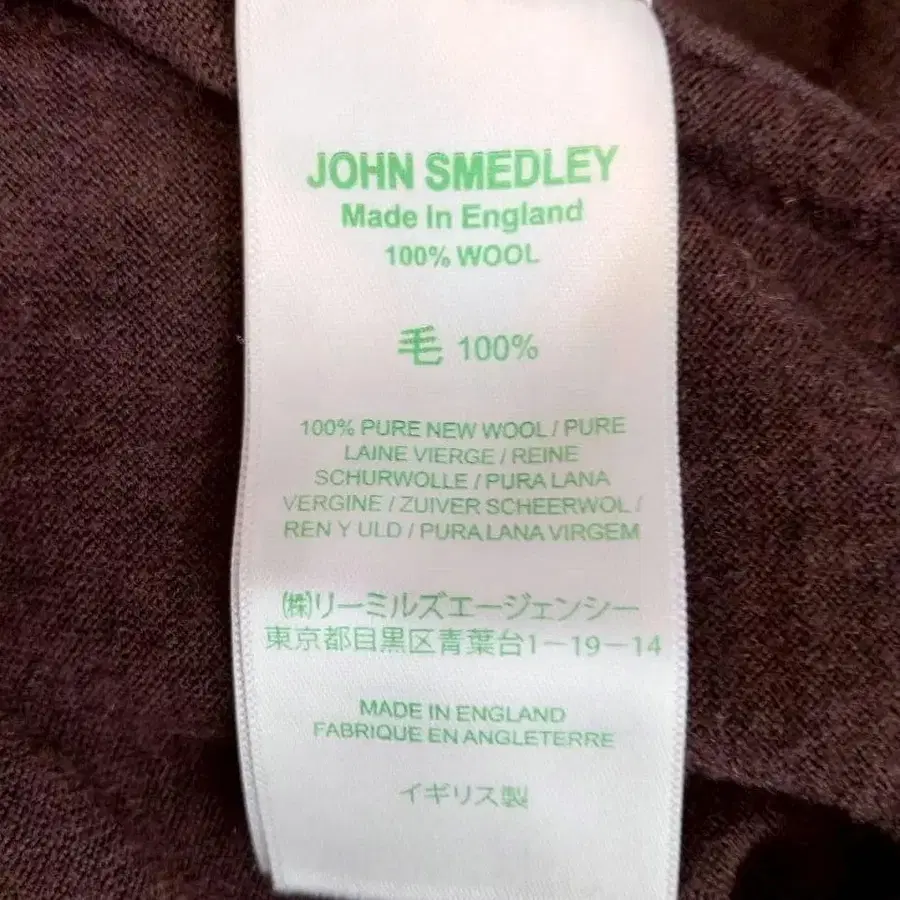 JOHN SMEDLEY
Made In England
100% WOOL
毛 100%
100% PURE NEW WOOL / PURE
LAINE VIERGE / REINE
SCHURWOLLE / PURA LANA
VERGINE / ZUIVER SCHEERWOL /
REN Y ULD / PURA LANA VIRGEM
㈱リーミルズエージェンシー
東京都目黒区青葉台1-19-14
MADE IN ENGLAND
FABRIQUE EN ANGLETERRE
イギリス製